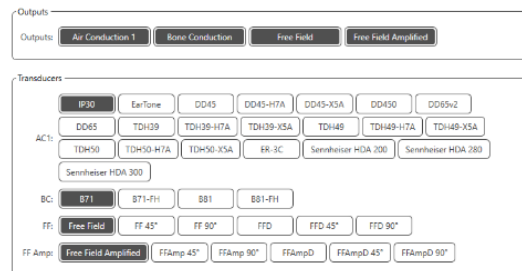 Outputs
Outputs: Air Conduction 1 Bone Conduction Free Field Free Field Amplified
Transducers
IP30 EarTone DD45 DD45-H7A DD45-X5A DD450 DD65v2
AC1: DD65 TDH39 TDH39-H7A TDH39-X5A TDH49 TDH49-H7A TDH49-X5A
TDH50 TDH50-H7A TDH50-X5A ER-3C Sennheiser HDA 200 Sennheiser HDA 280
Sennheiser HDA 300
BC: B71 B71-FH B81 B81-FH
FF: Free Field FF 45° FF 90° FFD FFD 45° FFD 90°
FF Amp: Free Field Amplified FFAmp 45° FFAmp 90° FFAmpD FFAmpD 45° FFAmpD 90°